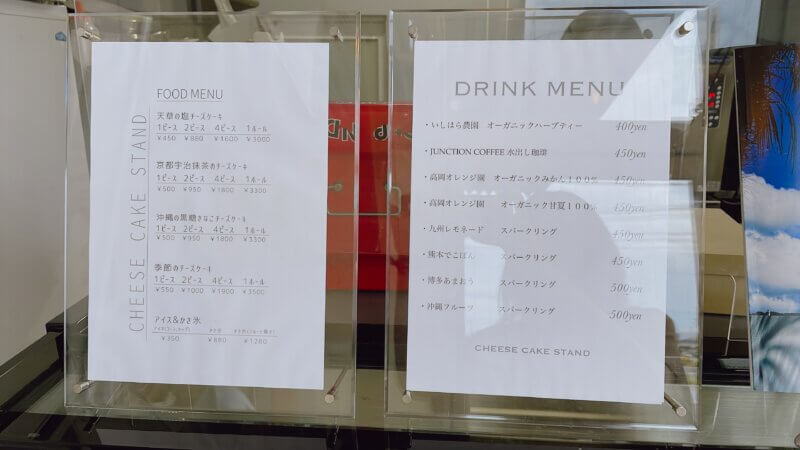 FOOD MENU
CHEESE CAKE STAND
天草の塩チーズケーキ
1ピース 2ピース 4ピース 1ホール
¥450 ¥880 ¥1600 ¥3000
京都宇治抹茶のチーズケーキ
1ピース 2ピース 4ピース 1ホール
¥500 ¥950 ¥1800 ¥3300
沖縄の黒糖きなこチーズケーキ
1ピース 2ピース 4ピース 1ホール
¥500 ¥950 ¥1800 ¥3300
季節のチーズケーキ
1ピース 2ピース 4ピース 1ホール
¥550 ¥1000 ¥1900 ¥3500
アイス&かき氷
¥350 ¥880 ¥1280
DRINK MENU
・いしはら農園 オーガニックハーブティー 400yen
・JUNCTION COFFEE 水出し珈琲 450yen
・高岡オレンジ園 オーガニックみかん100% 450yen
・高岡オレンジ園 オーガニック甘夏100% 450yen
・九州レモネード スパークリング 450yen
・熊本でこぽん スパークリング 450yen
・博多あまおう スパークリング 500yen
・沖縄フルーツ スパークリング 500yen
CHEESE CAKE STAND